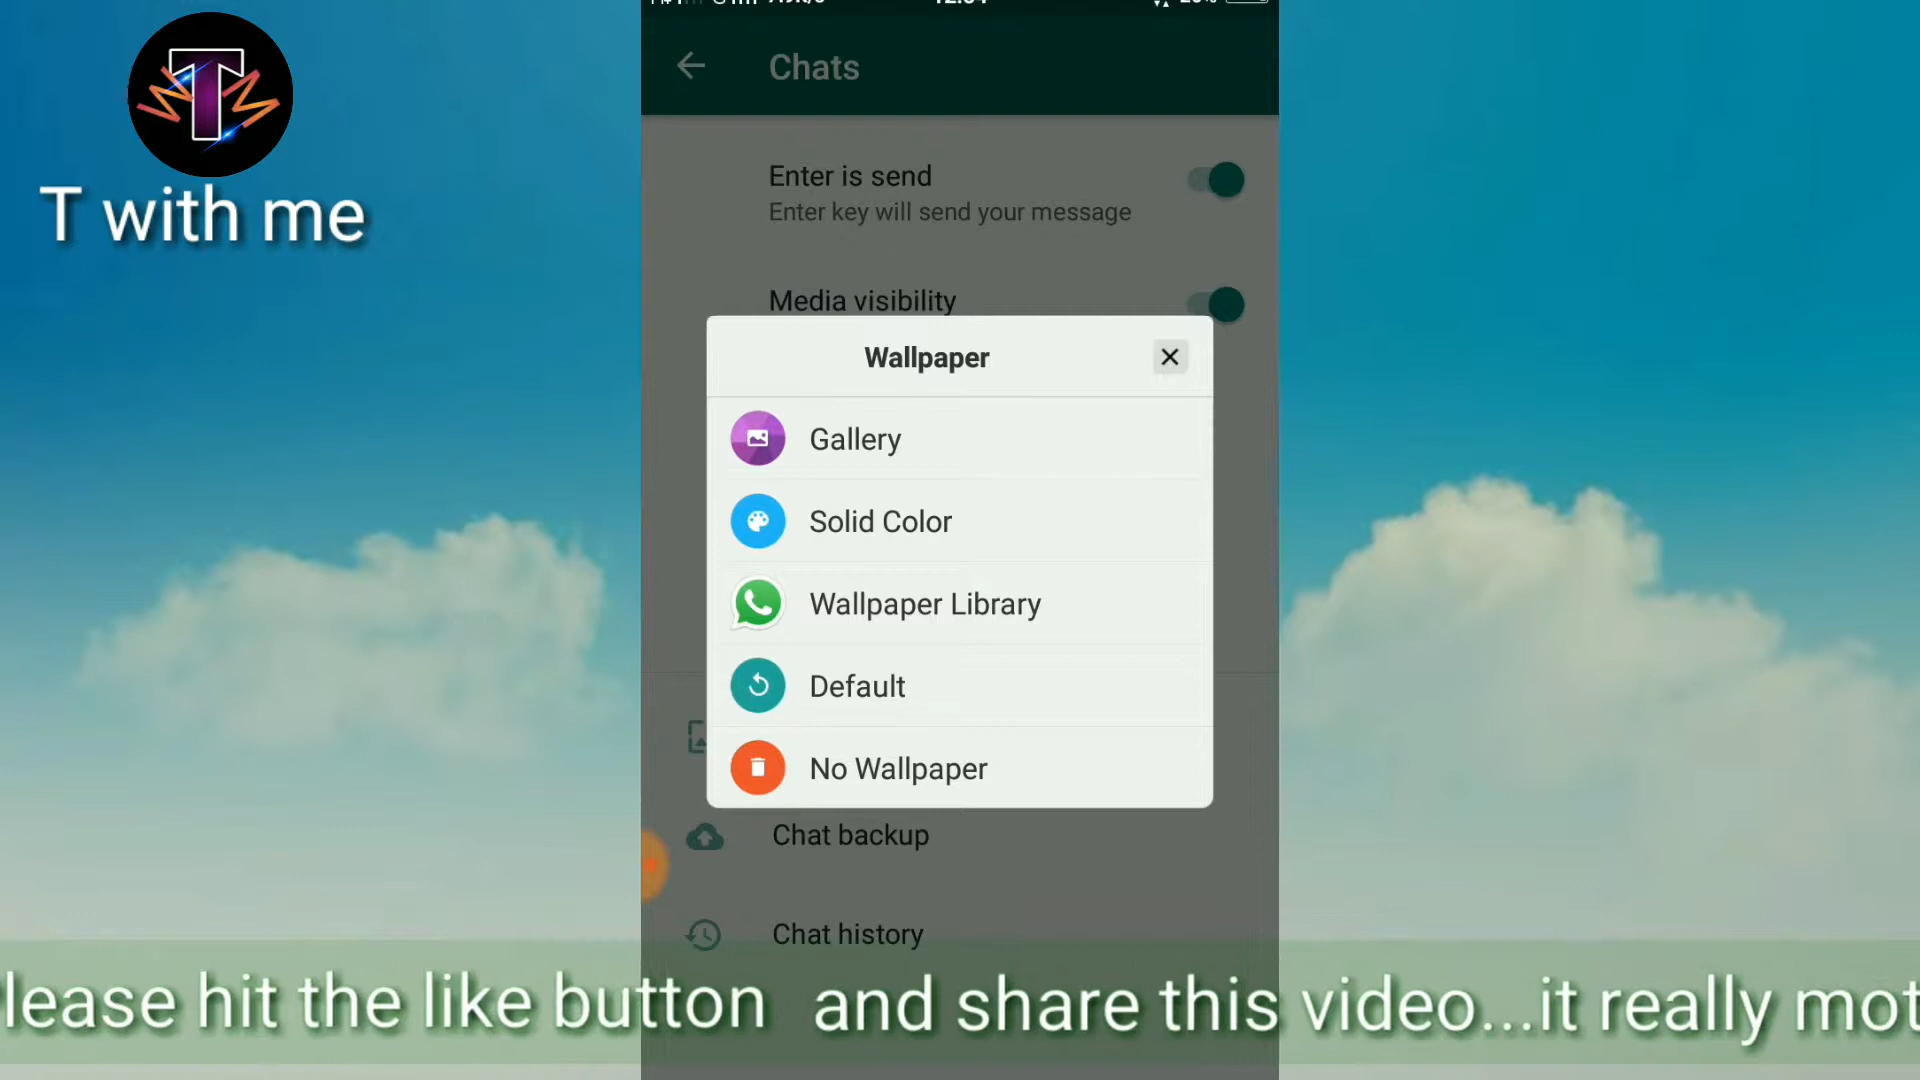 T
T with me
Chats
Enter is send
Enter key will send your message
Media visibility
Wallpaper
Gallery
Solid Color
Wallpaper Library
Default
No Wallpaper
Chat backup
Chat history
lease hit the like button and share this video...it really mot